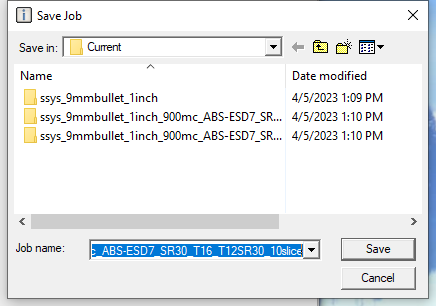 Save Job
Save in: Current
Name Date modified
ssys_9mmbullet_1inch 4/5/2023 1:09 PM
ssys_9mmbullet_1inch_900mc_ABS-ESD7_SR... 4/5/2023 1:10 PM
ssys_9mmbullet_1inch_900mc_ABS-ESD7_SR... 4/5/2023 1:10 PM
Job name: c_ABS-ESD7_SR30_T16_T12SR30_10slice Save
Cancel